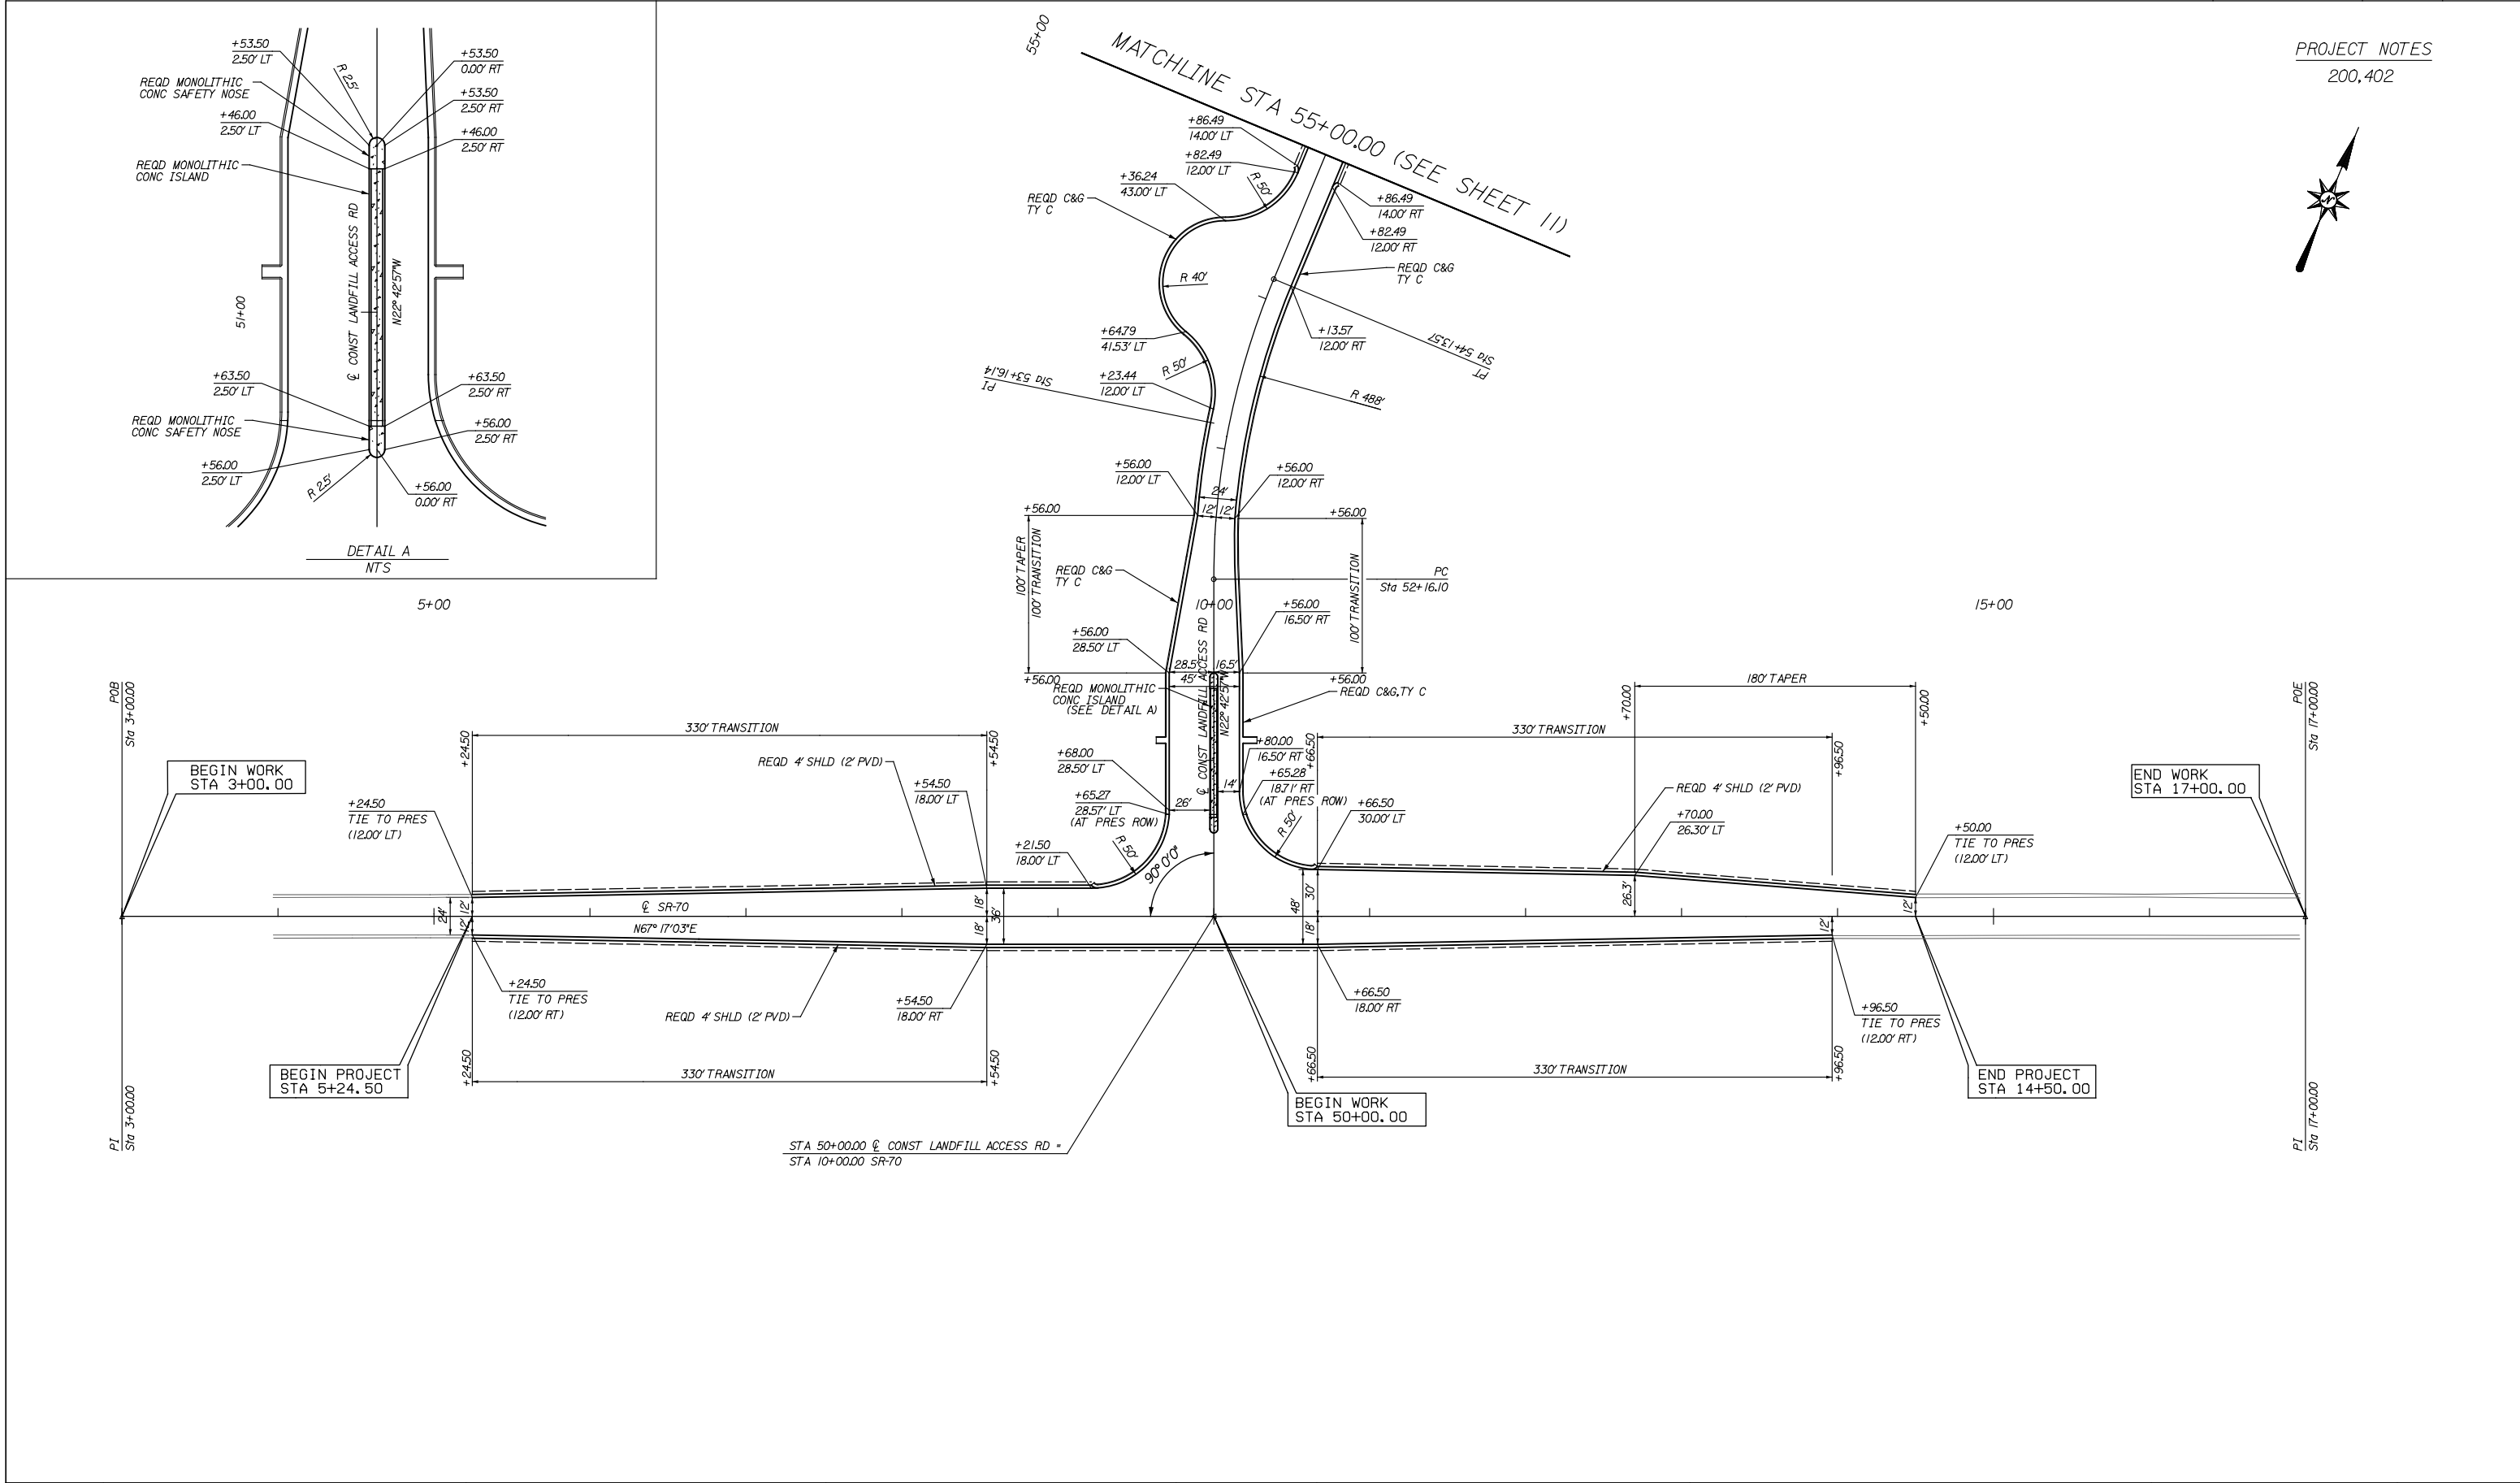 +53.50
2.50' LT
REQD MONOLITHIC
CONC SAFETY NOSE
+46.00
2.50' LT
REQD MONOLITHIC
CONC ISLAND
R 2.5'
+53.50
0.00' RT
+53.50
2.50' RT
+46.00
2.50' RT
51+00
℄ CONST LANDFILL ACCESS RD
N22° 42'57"W
+63.50
2.50' LT
REQD MONOLITHIC
CONC SAFETY NOSE
+56.00
2.50' LT
R 2.5'
+63.50
2.50' RT
+56.00
2.50' RT
+56.00
0.00' RT
DETAIL A
NTS
55+00
MATCHLINE STA 55+00.00 (SEE SHEET 11)
PROJECT NOTES
200,402
N
+86.49
14.00' LT
+82.49
12.00' LT
+36.24
43.00' LT
R 50'
REQD C&G
TY C
R 40'
+86.49
14.00' RT
+82.49
12.00' RT
REQD C&G
TY C
+13.57
12.00' RT
PT
Sta 54+13.57
+64.79
41.53' LT
R 50'
PI
Sta 53+16.14
+23.44
12.00' LT
R 488'
+56.00
12.00' LT
+56.00
12.00' RT
24'
12'
12'
+56.00
+56.00
100' TAPER
100' TRANSITION
REQD C&G
TY C
100' TRANSITION
PC
Sta 52+16.10
5+00
10+00
15+00
+56.00
16.50' RT
+56.00
28.50' LT
℄ CONST LANDFILL ACCESS RD
N22° 42'57"W
28.5'
16.5'
45'
+56.00
+56.00
REQD MONOLITHIC
CONC ISLAND
(SEE DETAIL A)
REQD C&G, TY C
180' TAPER
+70.00
+50.00
POB
Sta 3+00.00
POE
Sta 17+00.00
330' TRANSITION
+24.50
+54.50
REQD 4' SHLD (2' PVD)
330' TRANSITION
+66.50
+96.50
REQD 4' SHLD (2' PVD)
BEGIN WORK
STA 3+00.00
END WORK
STA 17+00.00
+24.50
TIE TO PRES
(12.00' LT)
+54.50
18.00' LT
+68.00
28.50' LT
+65.27
28.57' LT
(AT PRES ROW)
26'
14'
+80.00
16.50' RT
+65.28
18.71' RT
(AT PRES ROW)
+66.50
30.00' LT
+21.50
18.00' LT
R 50'
R 50'
90° 0'0"
+70.00
26.30' LT
+50.00
TIE TO PRES
(12.00' LT)
24'
12'
12'
℄ SR-70
N67° 17'03"E
18'
18'
36'
48'
30'
18'
26.3'
12'
12'
+24.50
TIE TO PRES
(12.00' RT)
REQD 4' SHLD (2' PVD)
+54.50
18.00' RT
+66.50
18.00' RT
+96.50
TIE TO PRES
(12.00' RT)
+24.50
330' TRANSITION
+54.50
+66.50
330' TRANSITION
+96.50
BEGIN PROJECT
STA 5+24.50
BEGIN WORK
STA 50+00.00
END PROJECT
STA 14+50.00
PI
Sta 3+00.00
PI
Sta 17+00.00
STA 50+00.00 ℄ CONST LANDFILL ACCESS RD =
STA 10+00.00 SR-70